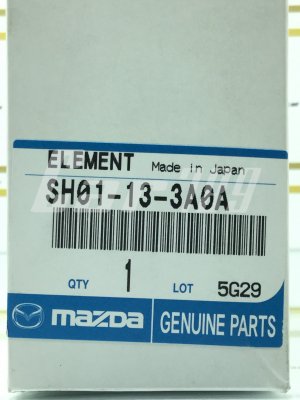 ELEMENT Made in Japan
SH01-13-3A0A
QTY 1 LOT 5G29
mazda GENUINE PARTS